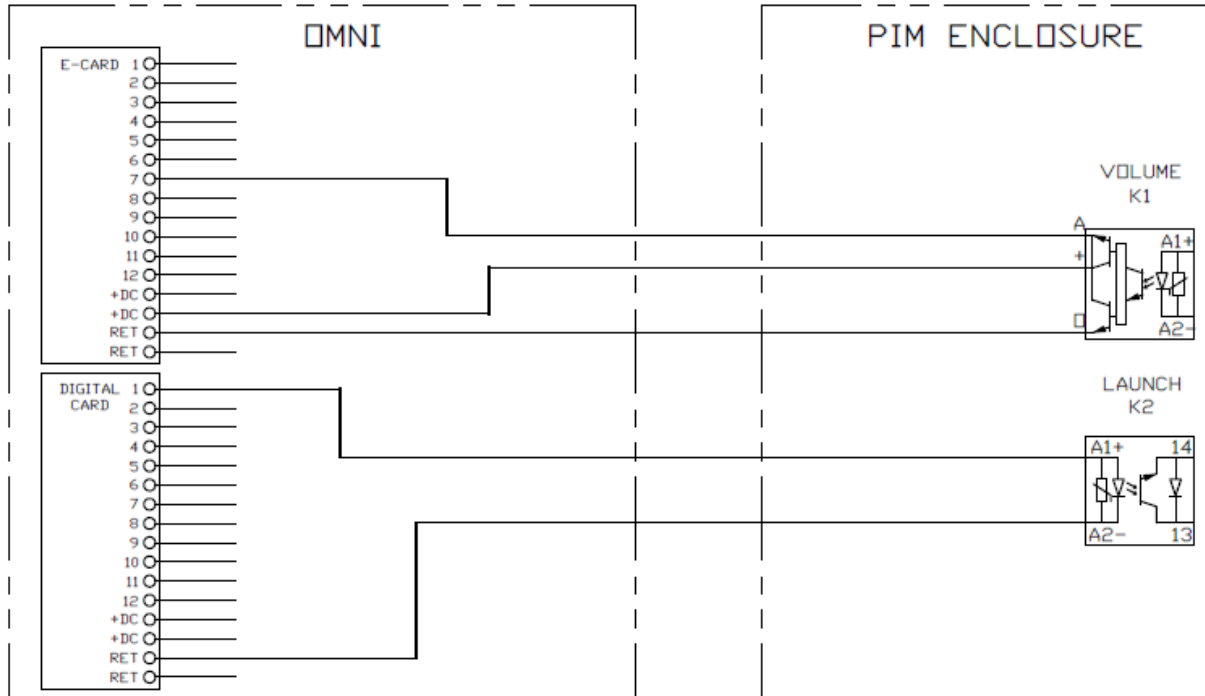 OMNI
PIM ENCLOSURE
E-CARD 1
2
3
4
5
6
7
8
9
10
11
12
+DC
+DC
RET
RET
VOLUME
K1
A
+
0
A1+
A2-
DIGITAL 1
CARD 2
3
4
5
6
7
8
9
10
11
12
+DC
+DC
RET
RET
LAUNCH
K2
A1+ 14
A2- 13